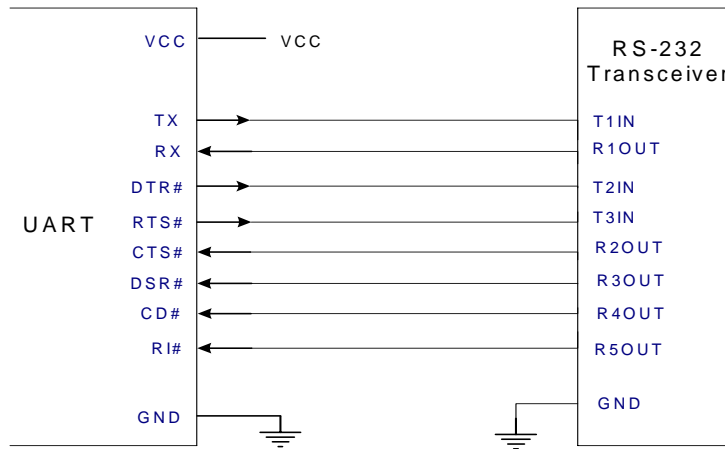 VCC VCC
RS-232
Transceiver
TX T1IN
RX R1OUT
DTR# T2IN
UART
RTS# T3IN
CTS# R2OUT
DSR# R3OUT
CD# R4OUT
RI# R5OUT
GND GND